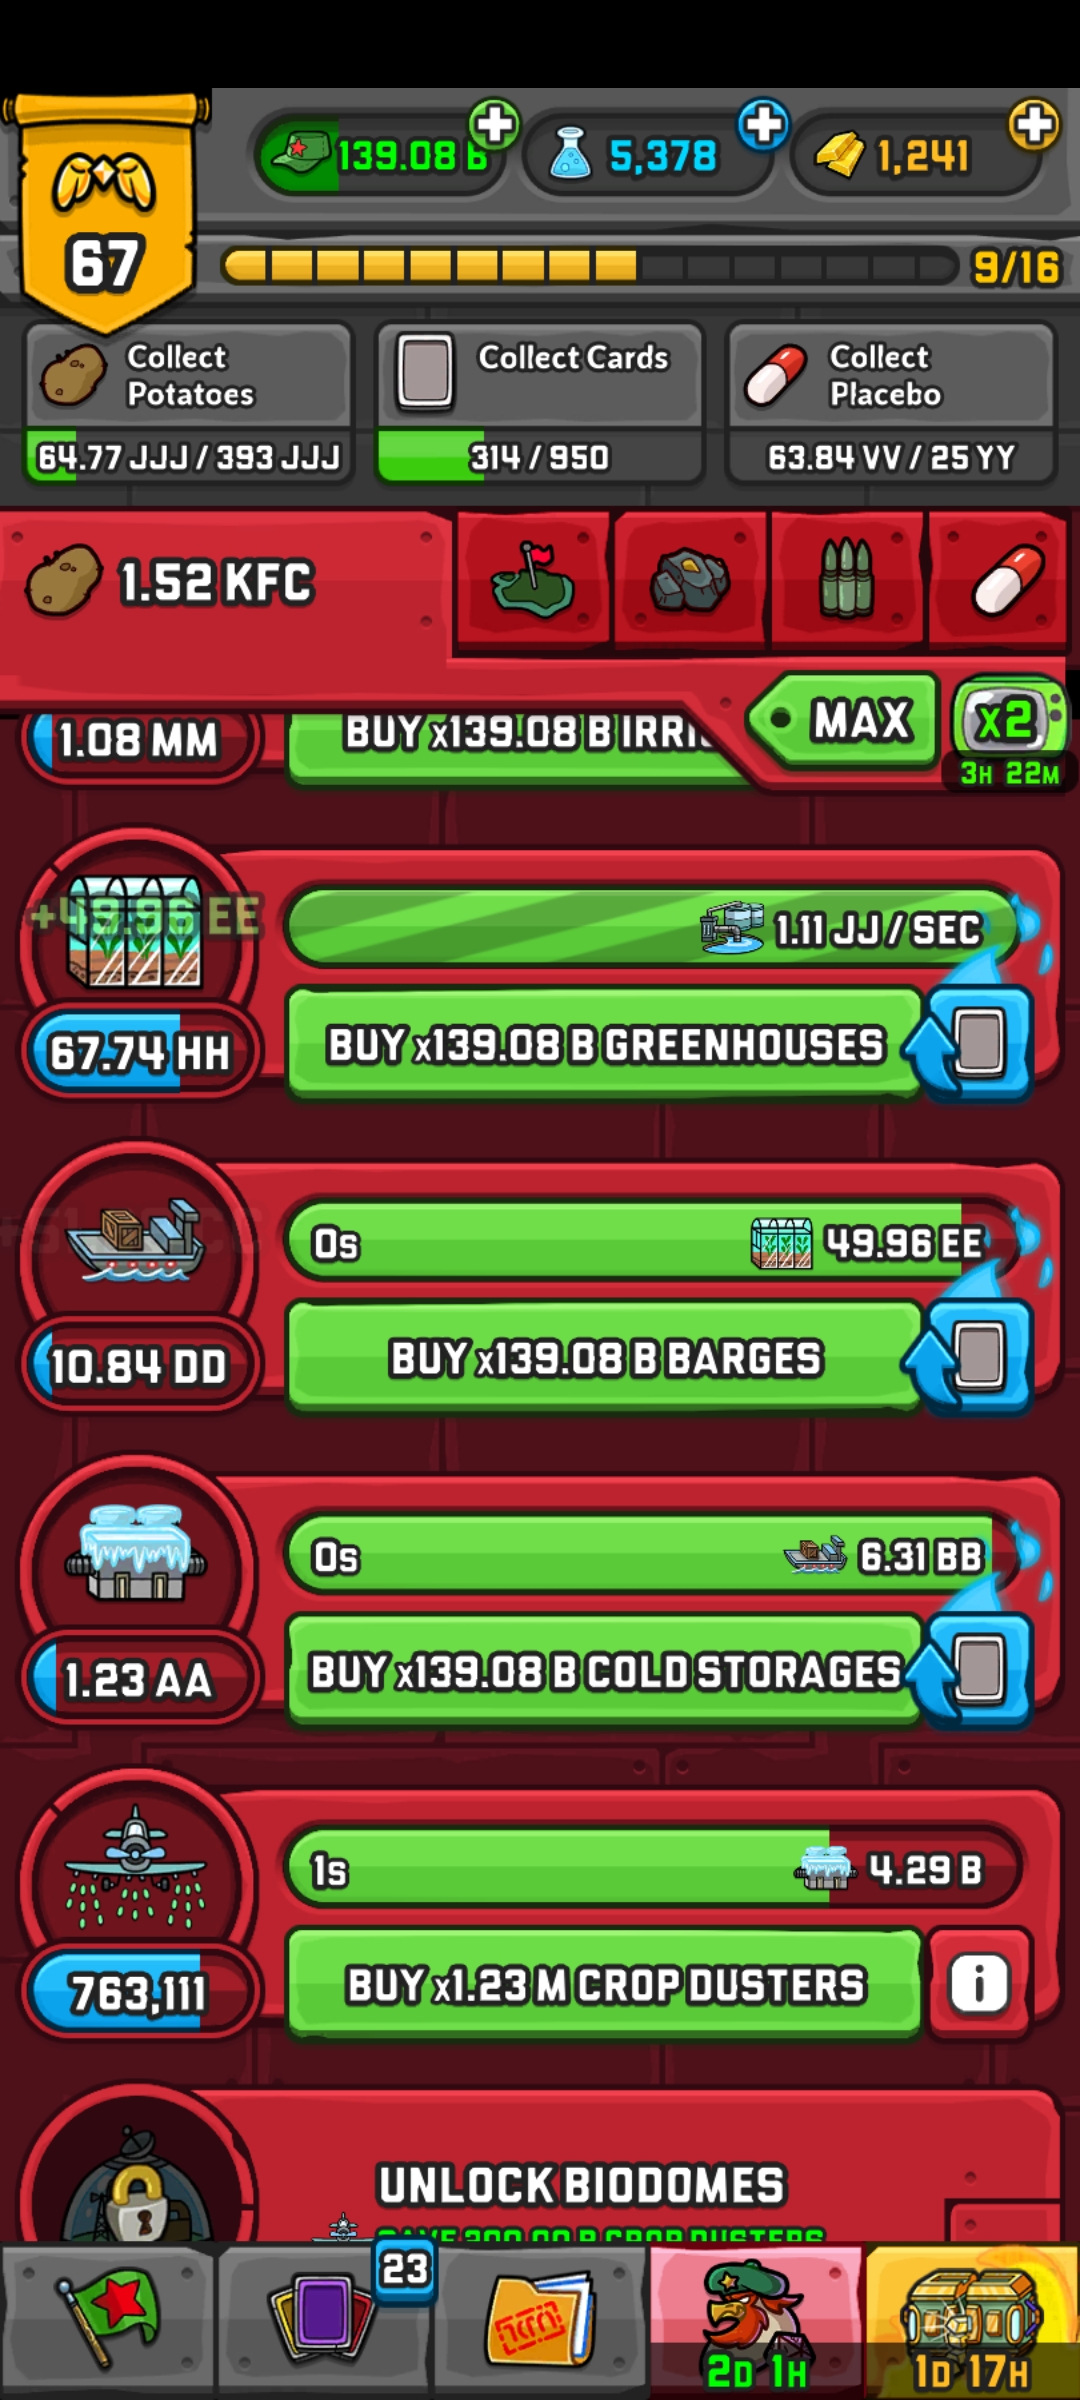 139.08 B
5,378
1,241
67
9/16
Collect Potatoes
64.77 JJJ / 393 JJJ
Collect Cards
314 / 950
Collect Placebo
63.84 VV / 25 YY
1.52 KFC
MAX
x2
3H 22M
1.08 MM
BUY x139.08 B
+49.96 EE
1.11 JJ / SEC
67.74 HH
BUY x139.08 B GREENHOUSES
0s
49.96 EE
10.84 DD
BUY x139.08 B BARGES
0s
6.31 BB
1.23 AA
BUY x139.08 B COLD STORAGES
1s
4.29 B
763,111
BUY x1.23 M CROP DUSTERS
i
UNLOCK BIODOMES
CROP DUSTERS
23
2D 1H
1D 17H